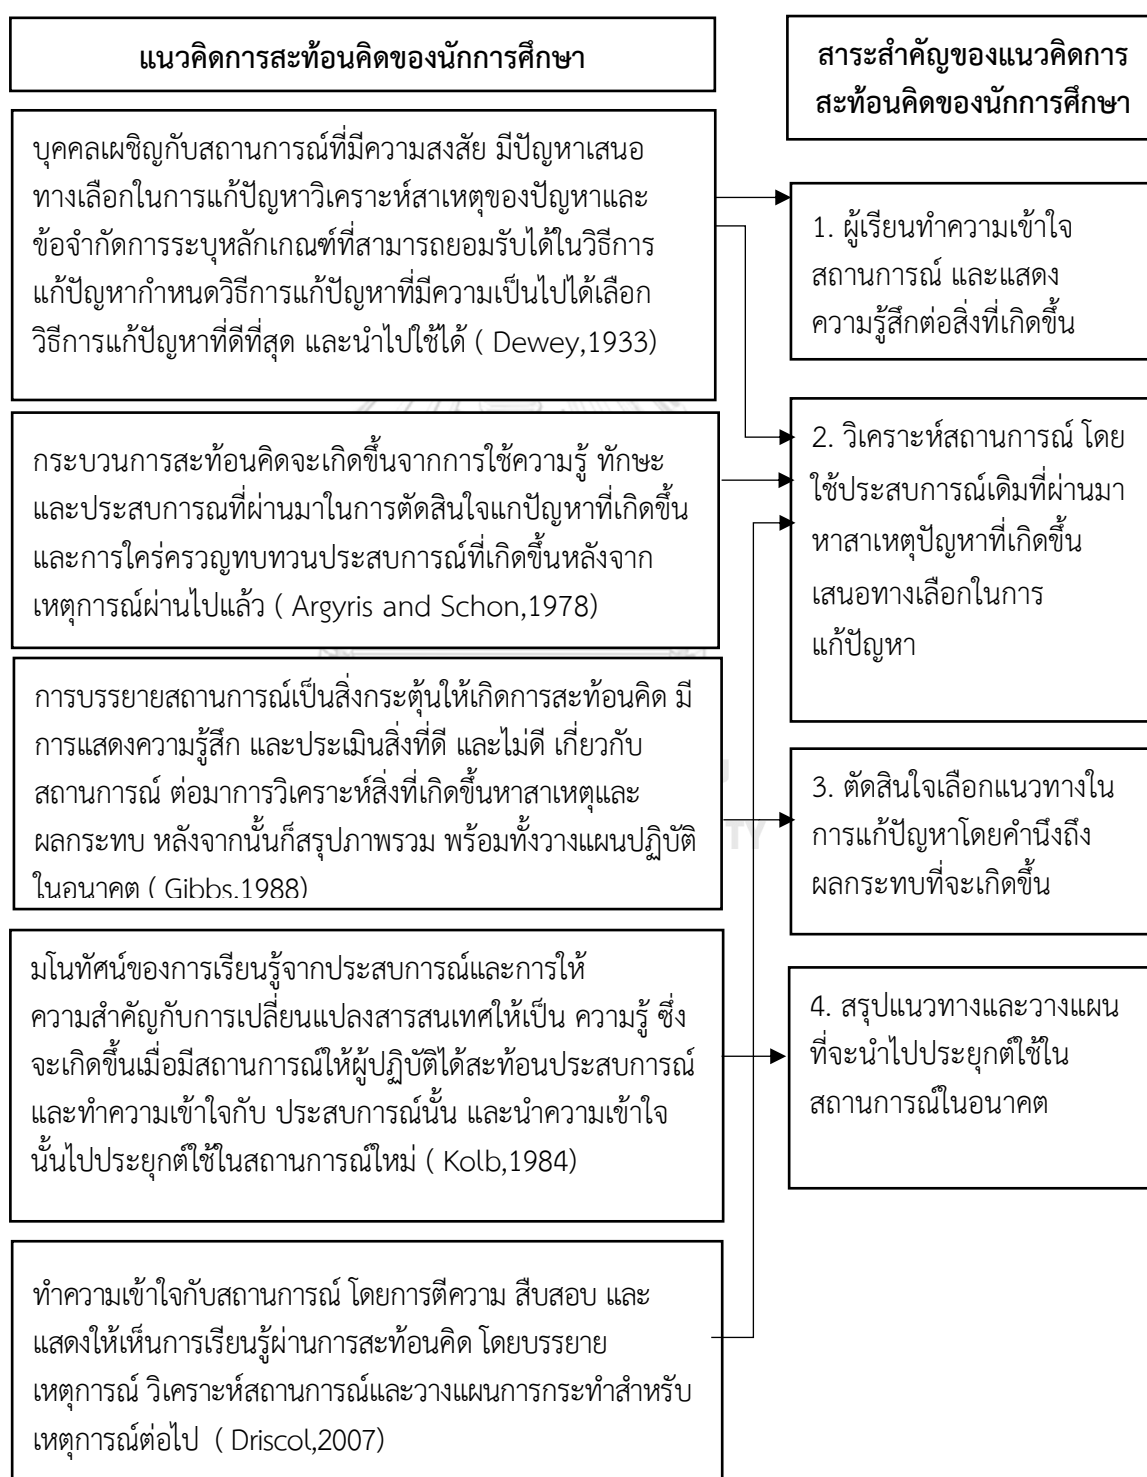 แนวคิดการสะท้อนคิดของนักการศึกษา
สาระสำคัญของแนวคิดการ
สะท้อนคิดของนักการศึกษา
บุคคลเผชิญกับสถานการณ์ที่มีความสงสัย มีปัญหาเสนอ
ทางเลือกในการแก้ปัญหาวิเคราะห์สาเหตุของปัญหาและ
ข้อจำกัดการระบุหลักเกณฑ์ที่สามารถยอมรับได้ในวิธีการ
แก้ปัญหากำหนดวิธีการแก้ปัญหาที่มีความเป็นไปได้เลือก
วิธีการแก้ปัญหาที่ดีที่สุด และนำไปใช้ได้ ( Dewey,1933)
กระบวนการสะท้อนคิดจะเกิดขึ้นจากการใช้ความรู้ ทักษะ
และประสบการณที่ผ่านมาในการตัดสินใจแกปัญหาที่เกิดขึ้น
และการใคร่ครวญทบทวนประสบการณ์ที่เกิดขึ้นหลังจาก
เหตุการณ์ผ่านไปแล้ว ( Argyris and Schon,1978)
การบรรยายสถานการณ์เป็นสิ่งกระตุ้นให้เกิดการสะท้อนคิด มี
การแสดงความรู้สึก และประเมินสิ่งที่ดี และไม่ดี เกี่ยวกับ
สถานการณ์ ต่อมาการวิเคราะห์สิ่งที่เกิดขึ้นหาสาเหตุและ
ผลกระทบ หลังจากนั้นก็สรุปภาพรวม พร้อมทั้งวางแผนปฏิบัติ
ในอนาคต ( Gibbs.1988)
มโนทัศน์ของการเรียนรู้จากประสบการณ์และการให้
ความสำคัญกับการเปลี่ยนแปลงสารสนเทศให้เป็น ความรู้ ซึ่ง
จะเกิดขึ้นเมื่อมีสถานการณ์ให้ผู้ปฏิบัติได้สะท้อนประสบการณ์
และทำความเข้าใจกับ ประสบการณ์นั้น และนำความเข้าใจ
นั้นไปประยุกต์ใช้ในสถานการณ์ใหม่ ( Kolb,1984)
ทำความเข้าใจกับสถานการณ์ โดยการตีความ สืบสอบ และ
แสดงให้เห็นการเรียนรู้ผ่านการสะท้อนคิด โดยบรรยาย
เหตุการณ์ วิเคราะห์สถานการณ์และวางแผนการกระทำสำหรับ
เหตุการณ์ต่อไป ( Driscol,2007)
1. ผู้เรียนทำความเข้าใจ
สถานการณ์ และแสดง
ความรู้สึกต่อสิ่งที่เกิดขึ้น
2. วิเคราะห์สถานการณ์ โดย
ใช้ประสบการณ์เดิมที่ผ่านมา
หาสาเหตุปัญหาที่เกิดขึ้น
เสนอทางเลือกในการ
แก้ปัญหา
3. ตัดสินใจเลือกแนวทางใน
การแก้ปัญหาโดยคำนึงถึง
ผลกระทบที่จะเกิดขึ้น
4. สรุปแนวทางและวางแผน
ที่จะนำไปประยุกต์ใช้ใน
สถานการณ์ในอนาคต